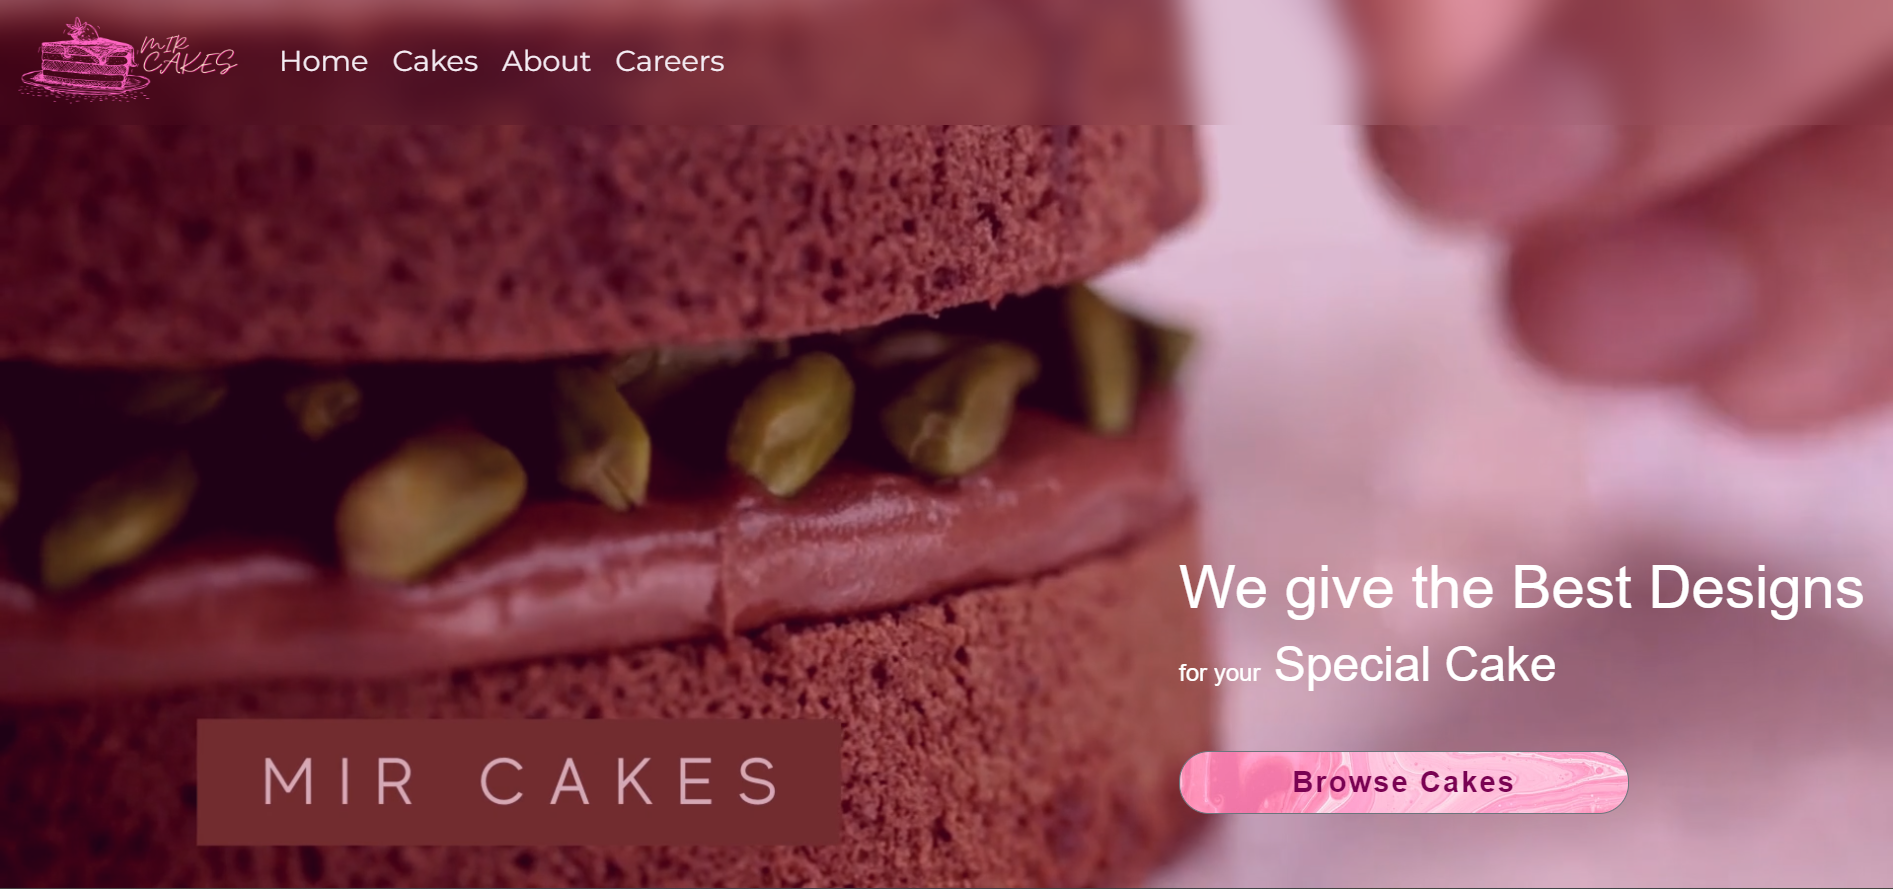 MIR
CAKES
Home Cakes About Careers
We give the Best Designs
for your Special Cake
MIR CAKES
Browse Cakes